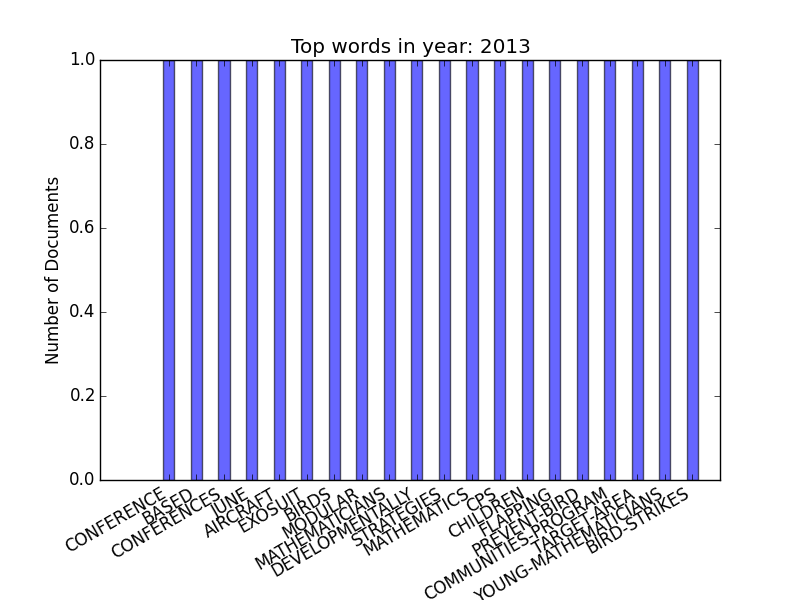 Top words in year: 2013
1.0
0.8
0.6
0.4
0.2
0.0
Number of Documents
CONFERENCE
BASED
CONFERENCES
JUNE
AIRCRAFT
EXOSUIT
BIRDS
MODULAR
MATHEMATICIANS
DEVELOPMENTALLY
STRATEGIES
MATHEMATICS
CPS
CHILDREN
FLAPPING
PREVENT-BIRD
COMMUNITIES-PROGRAM
TARGET-AREA
YOUNG-MATHEMATICIANS
BIRD-STRIKES